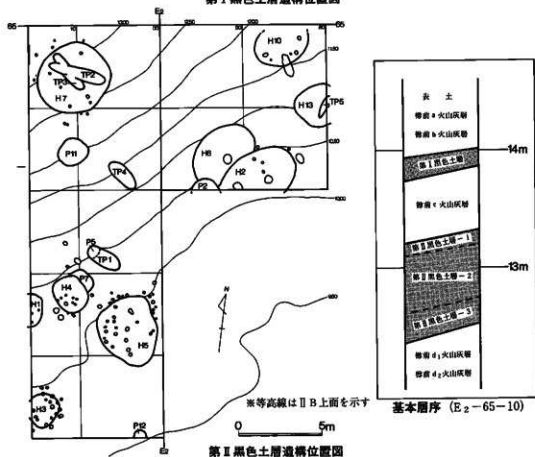 第Ⅰ黒色土層遺構位置図
E2
65
1300
65
H10
TP3
TP2
H7
H13
TP5
P11
H6
H2
TP4
P2
P5
TP1
P7
H4
H1
H5
N
H3
P12
※等高線はⅡB上面を示す
0
5m
E2
第Ⅱ黒色土層遺構位置図
表土
樽前a火山灰層
樽前b火山灰層
14m
第Ⅰ黒色土層
樽前c火山灰層
第Ⅱ黒色土層-1
13m
第Ⅱ黒色土層-2
第Ⅱ黒色土層-3
樽前d1火山灰層
樽前d2火山灰層
基本層序 (E2-65-10)